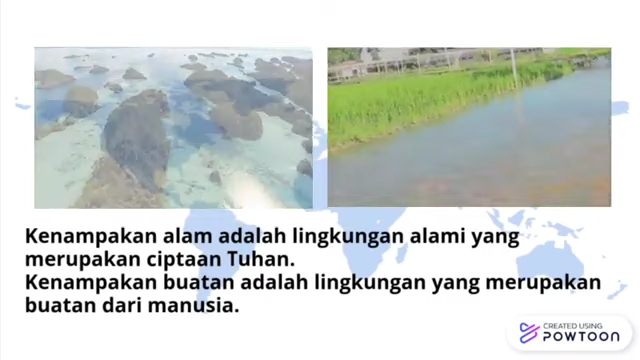 Kenampakan alam adalah lingkungan alami yang
merupakan ciptaan Tuhan.
Kenampakan buatan adalah lingkungan yang merupakan
buatan dari manusia.
CREATED USING
POWTOON